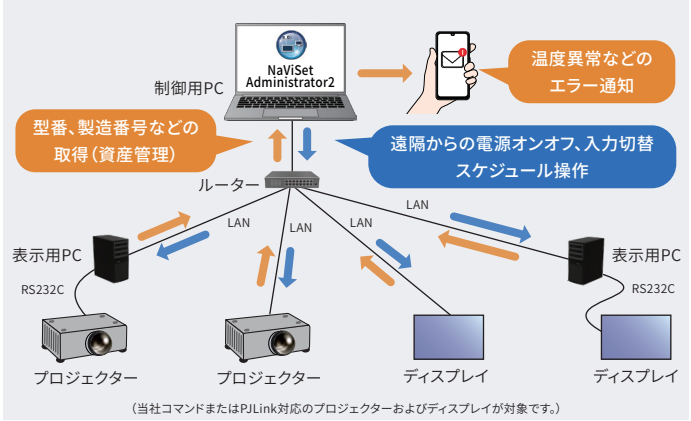 NaViSet
Administrator2
制御用PC
温度異常などの
エラー通知
型番、製造番号などの
取得(資産管理)
遠隔からの電源オンオフ、入力切替
スケジュール操作
ルーター
LAN
LAN
LAN
LAN
表示用PC
表示用PC
RS232C
RS232C
プロジェクター
プロジェクター
ディスプレイ
ディスプレイ
(当社コマンドまたはPJLink対応のプロジェクターおよびディスプレイが対象です。)